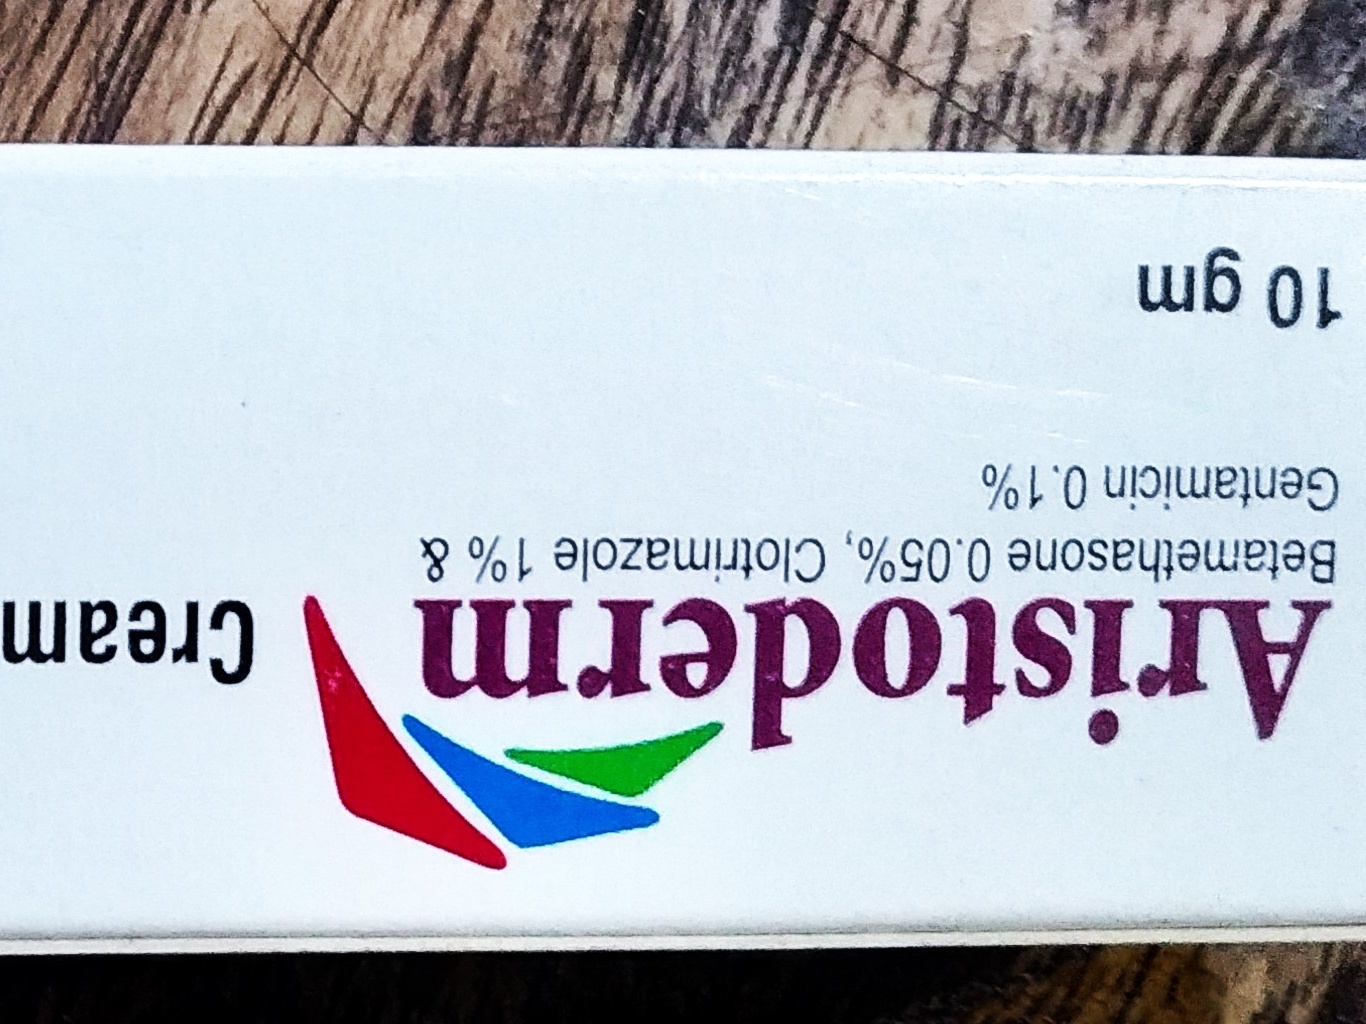 Aristoderm Cream
Betamethasone 0.05%, Clotrimazole 1% &
Gentamicin 0.1%
10 gm